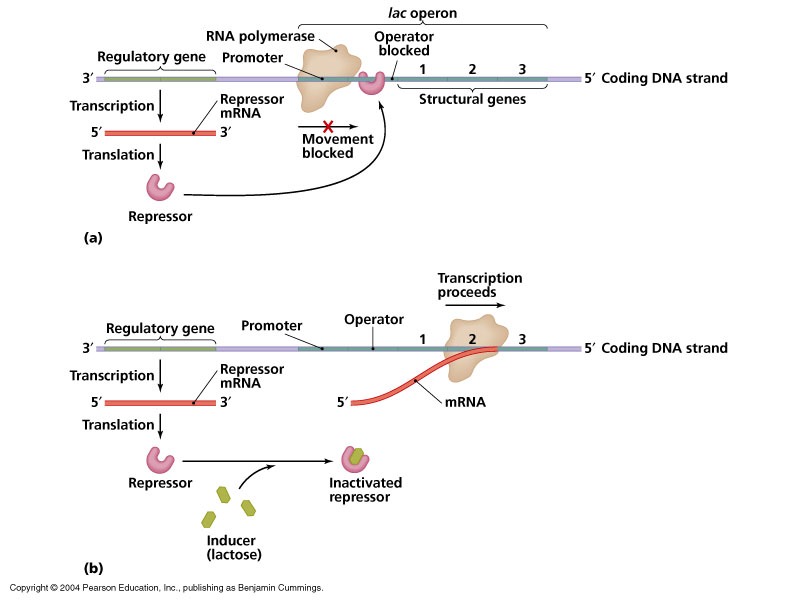 lac operon
RNA polymerase
Operator
blocked
Regulatory gene
Promoter
1 2 3
3′
5′ Coding DNA strand
Structural genes
Transcription
Repressor
mRNA
5′
3′
Movement
blocked
Translation
Repressor
(a)
Transcription
proceeds
Regulatory gene
Promoter
Operator
1 2 3
3′
5′ Coding DNA strand
Transcription
Repressor
mRNA
5′
3′
5′
mRNA
Translation
Repressor
Inactivated
repressor
Inducer
(lactose)
(b)
Copyright © 2004 Pearson Education, Inc., publishing as Benjamin Cummings.